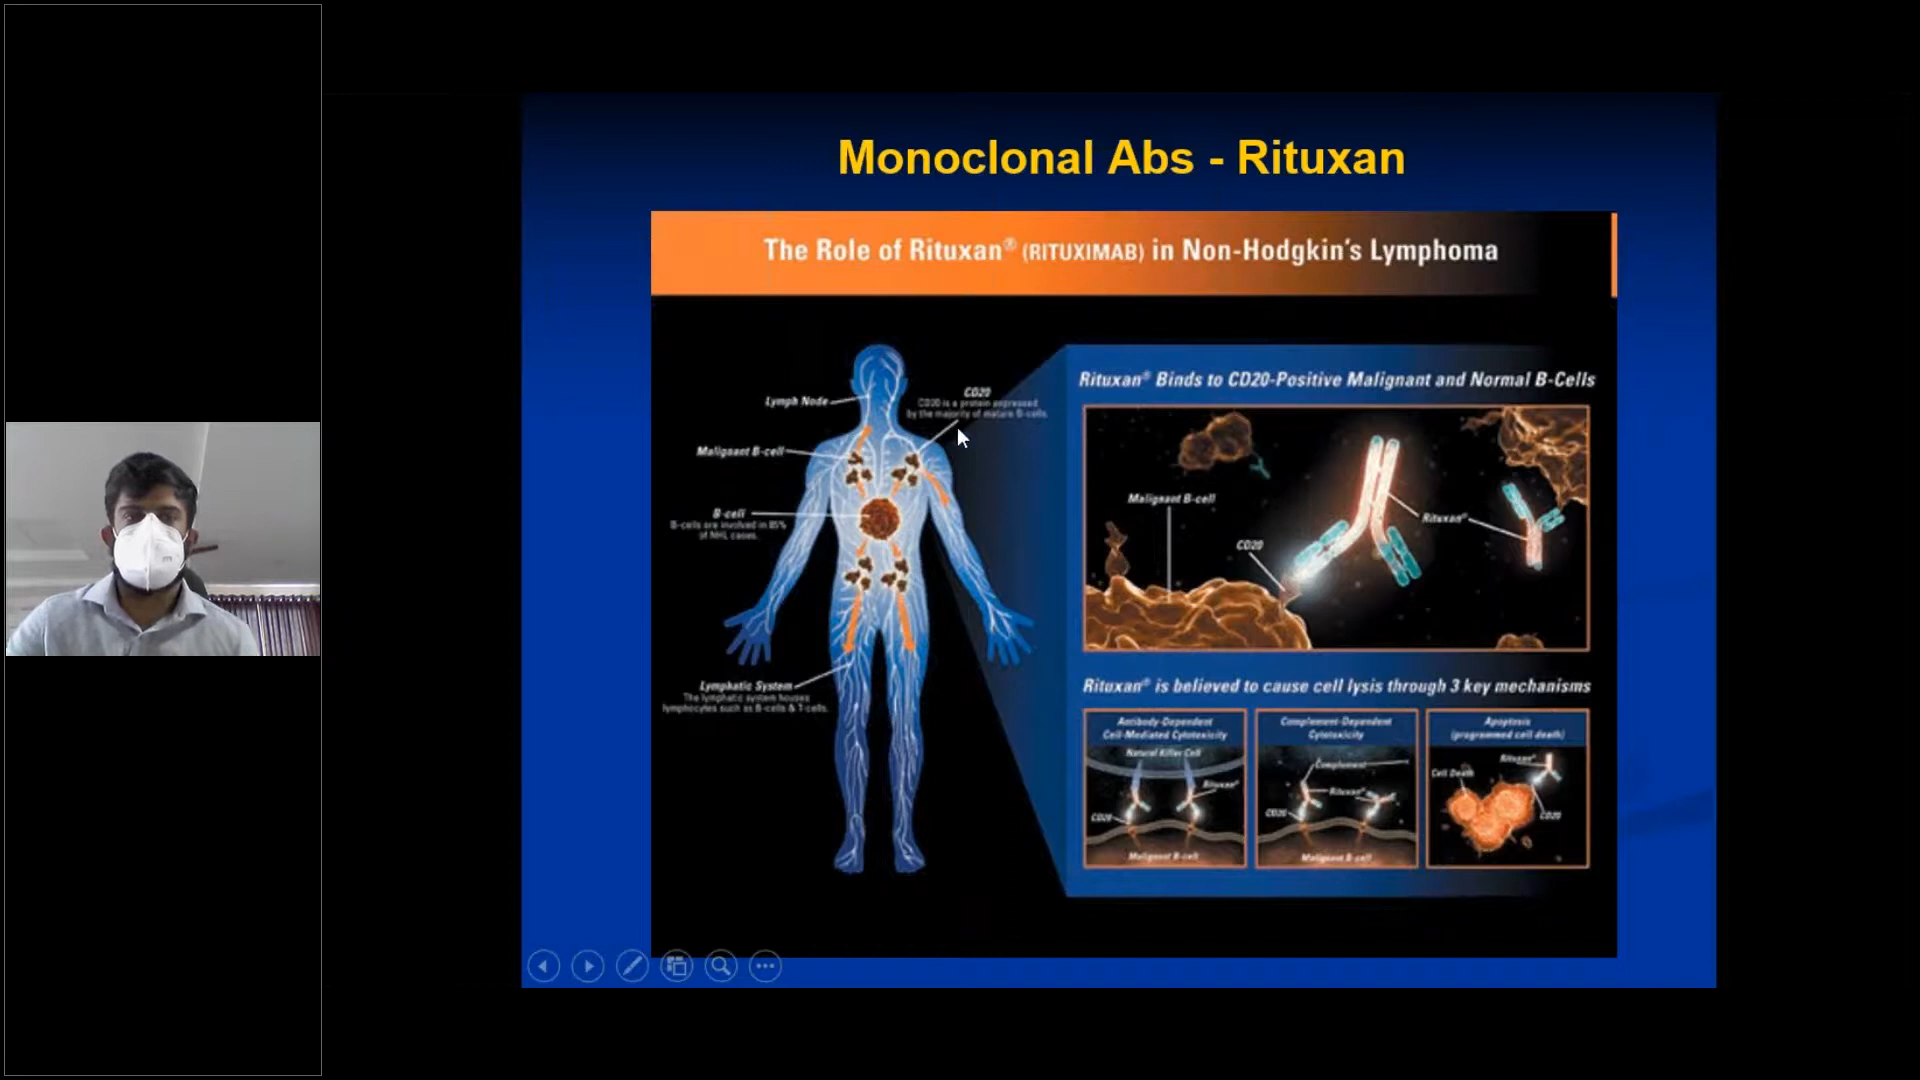 Monoclonal Abs - Rituxan
The Role of Rituxan® (RITUXIMAB) in Non-Hodgkin's Lymphoma
Lymph Node
CD20
CD20 is a protein expressed
by the majority of mature B-cells.
Malignant B-cell
B-cell
B-cells are involved in 85%
of NHL cases.
Lymphatic System
The lymphatic system houses
lymphocytes such as B-cells & T-cells.
Rituxan® Binds to CD20-Positive Malignant and Normal B-Cells
Malignant B-cell
CD20
Rituxan®
Rituxan® is believed to cause cell lysis through 3 key mechanisms
Antibody-Dependent
Cell-Mediated Cytotoxicity
Natural Killer Cell
Rituxan®
CD20
Malignant B-cell
Complement-Dependent
Cytotoxicity
Complement
Rituxan®
CD20
Malignant B-cell
Apoptosis
(programmed cell death)
Rituxan®
Cell Death
CD20